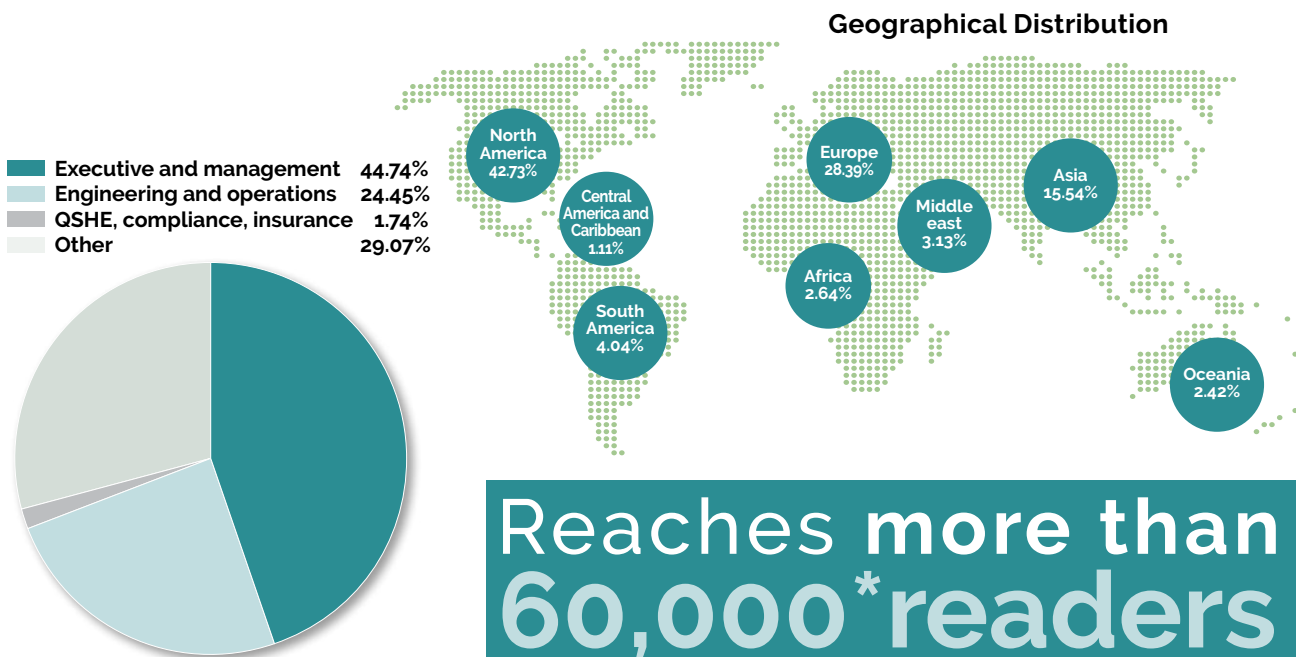 Geographical Distribution
Executive and management 44.74%
Engineering and operations 24.45%
QSHE, compliance, insurance 1.74%
Other 29.07%
North
America
42.73%
Central
America and
Caribbean
1.11%
South
America
4.04%
Europe
28.39%
Middle
east
3.13%
Africa
2.64%
Asia
15.54%
Oceania
2.42%
Reaches more than
60,000*readers